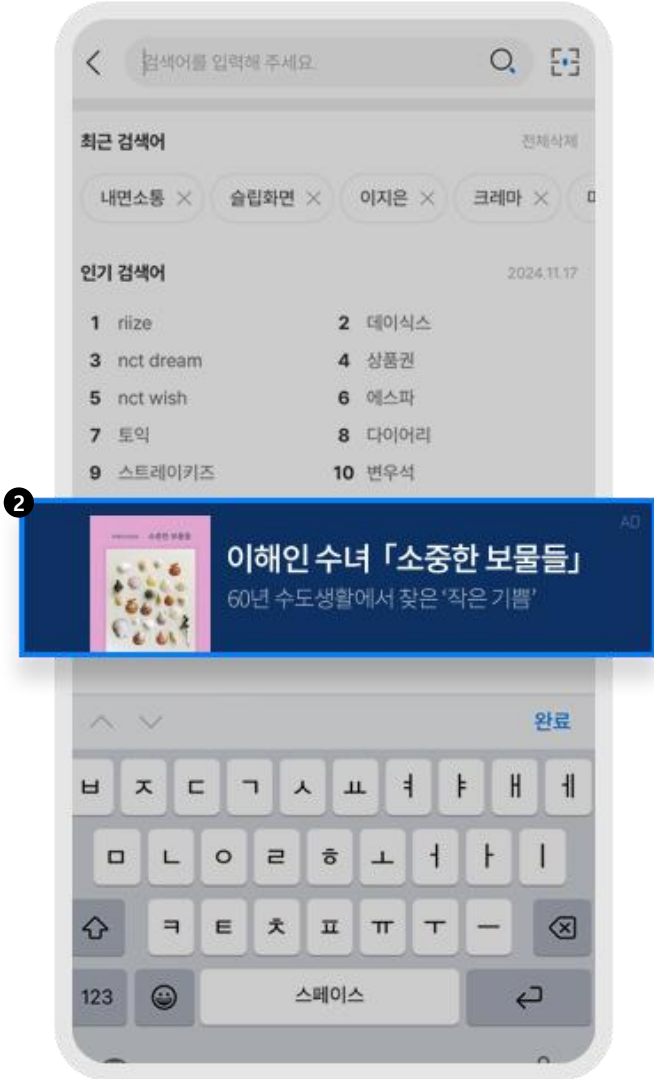 검색어를 입력해 주세요.
최근 검색어 전체삭제
내면소통 슬립화면 이지은 크레마
인기 검색어 2024.11.17
1 riize 2 데이식스
3 nct dream 4 상품권
5 nct wish 6 에스파
7 토익 8 다이어리
9 스트레이키즈 10 변우석
2
AD
소중한 보물들
이해인 수녀「소중한 보물들」
60년 수도생활에서 찾은 '작은 기쁨'
완료
ㅂ ㅈ ㄷ ㄱ ㅅ ㅛ ㅕ ㅑ ㅐ ㅔ
ㅁ ㄴ ㅇ ㄹ ㅎ ㅗ ㅓ ㅏ ㅣ
ㅋ ㅌ ㅊ ㅍ ㅠ ㅜ ㅡ
123 스페이스